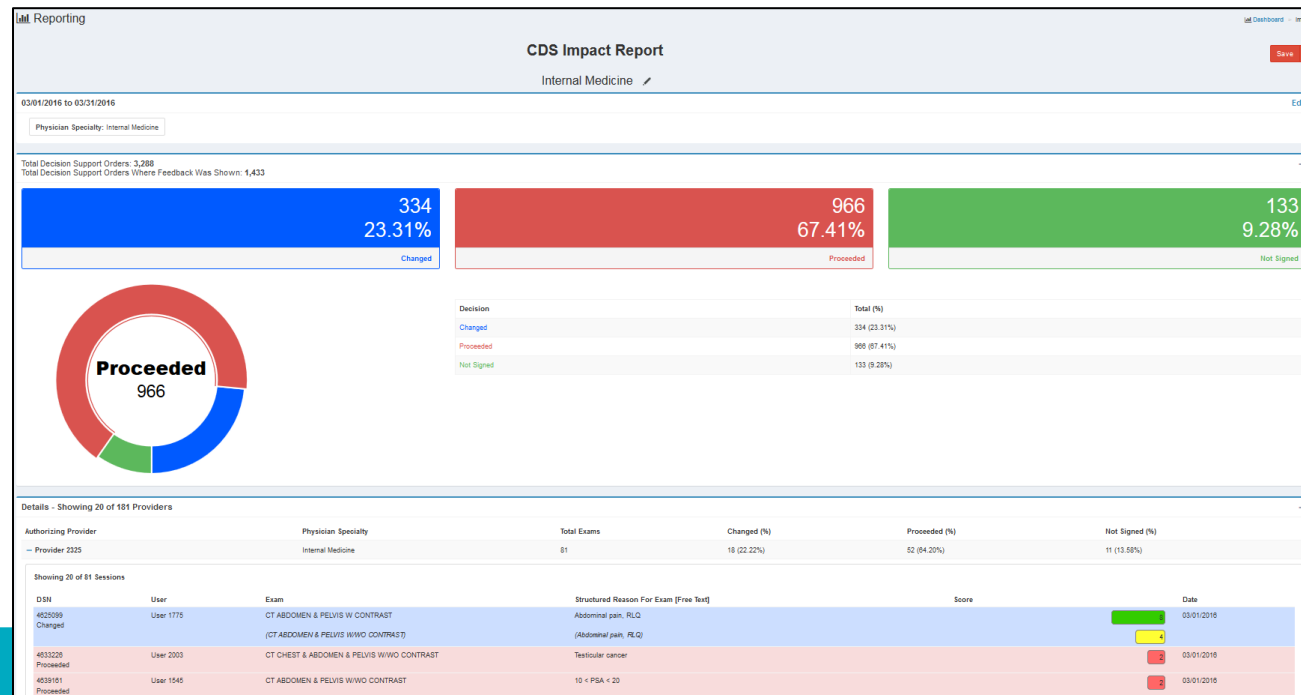 Reporting
Dashboard
CDS Impact Report
Save
Internal Medicine
03/01/2016 to 03/31/2016
Physician Specialty: Internal Medicine
Total Decision Support Orders: 3,288
Total Decision Support Orders Where Feedback Was Shown: 1,433
334
23.31%
Changed
966
67.41%
Proceeded
133
9.28%
Not Signed
Proceeded
966
Decision Total (%)
Changed 334 (23.31%)
Proceeded 966 (67.41%)
Not Signed 133 (9.28%)
Details - Showing 20 of 181 Providers
Authorizing Provider Physician Specialty Total Exams Changed (%) Proceeded (%) Not Signed (%)
– Provider 2325 Internal Medicine 81 18 (22.22%) 52 (64.20%) 11 (13.58%)
Showing 20 of 81 Sessions
DSN User Exam Structured Reason For Exam [Free Text] Score Date
4625099 User 1775 CT ABDOMEN & PELVIS W CONTRAST Abdominal pain, RLQ 8 03/01/2016
Changed
(CT ABDOMEN & PELVIS W/WO CONTRAST) (Abdominal pain, RLQ) 4
4633226 User 2003 CT CHEST & ABDOMEN & PELVIS W/WO CONTRAST Testicular cancer 2 03/01/2016
Proceeded
4639161 User 1545 CT ABDOMEN & PELVIS W/WO CONTRAST 10 < PSA < 20 2 03/01/2016
Proceeded